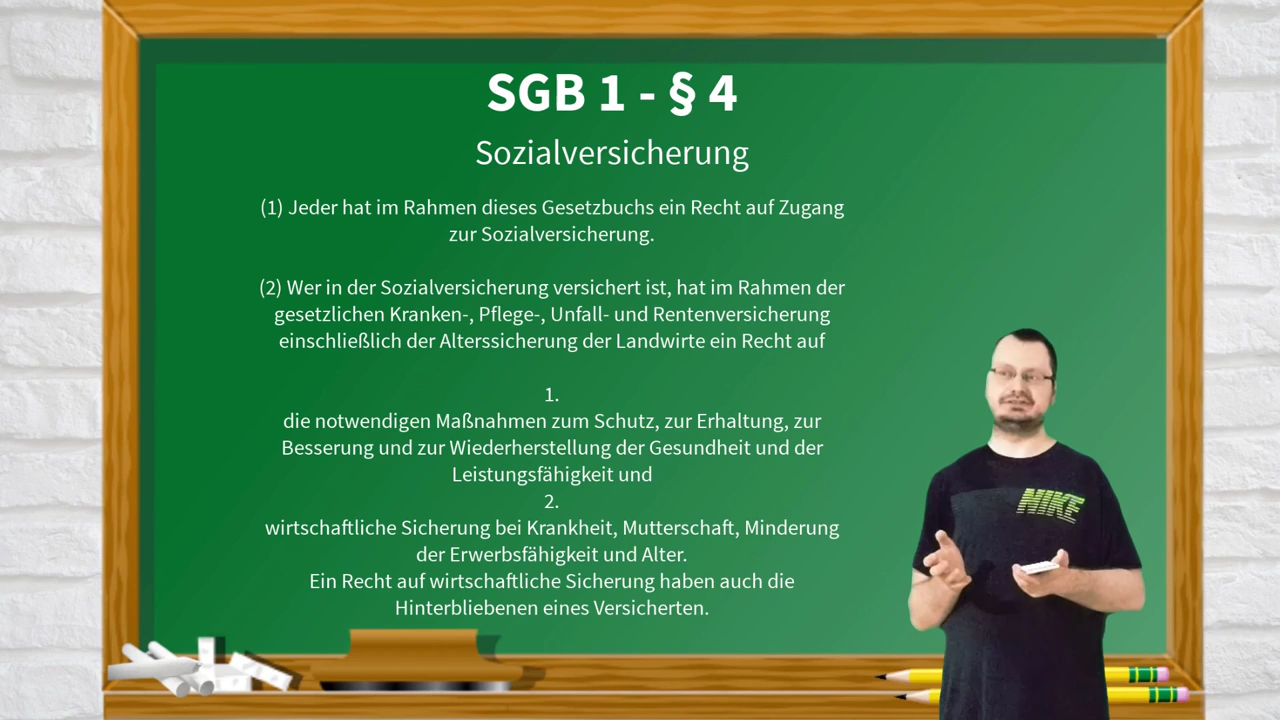 SGB 1 - § 4
Sozialversicherung
(1) Jeder hat im Rahmen dieses Gesetzbuchs ein Recht auf Zugang
zur Sozialversicherung.
(2) Wer in der Sozialversicherung versichert ist, hat im Rahmen der
gesetzlichen Kranken-, Pflege-, Unfall- und Rentenversicherung
einschließlich der Alterssicherung der Landwirte ein Recht auf
1.
die notwendigen Maßnahmen zum Schutz, zur Erhaltung, zur
Besserung und zur Wiederherstellung der Gesundheit und der
Leistungsfähigkeit und
2.
wirtschaftliche Sicherung bei Krankheit, Mutterschaft, Minderung
der Erwerbsfähigkeit und Alter.
Ein Recht auf wirtschaftliche Sicherung haben auch die
Hinterbliebenen eines Versicherten.
NIKE